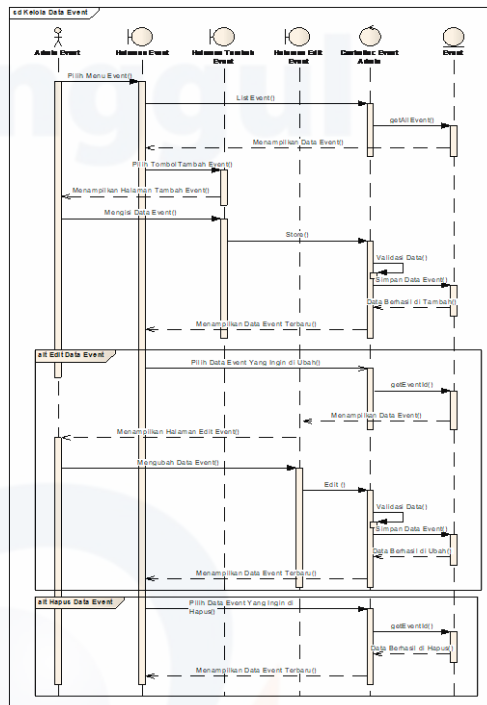 sd Kelola Data Event
Admin Event
Halaman Event
Halaman Tambah
Event
Halaman Edit
Event
Controller Event
Admin
Event
Pilih Menu Event()
List Event()
getAllEvent()
Menampilkan Data Event()
Pilih Tombol Tambah Event()
Menampilkan Halaman Tambah Event()
Mengisi Data Event()
Store()
Validasi Data()
Simpan Data Event()
Data Berhasil di Tambah()
Menampilkan Data Event Terbaru()
alt Edit Data Event
Pilih Data Event Yang Ingin di Ubah()
getEventId()
Menampilkan Data Event()
Menampilkan Halaman Edit Event()
Mengubah Data Event()
Edit ()
Validasi Data()
Simpan Data Event()
Data Berhasil di Ubah()
Menampilkan Data Event Terbaru()
alt Hapus Data Event
Pilih Data Event Yang Ingin di
Hapus()
getEventId()
Data Berhasil di Hapus()
Menampilkan Data Event Terbaru()